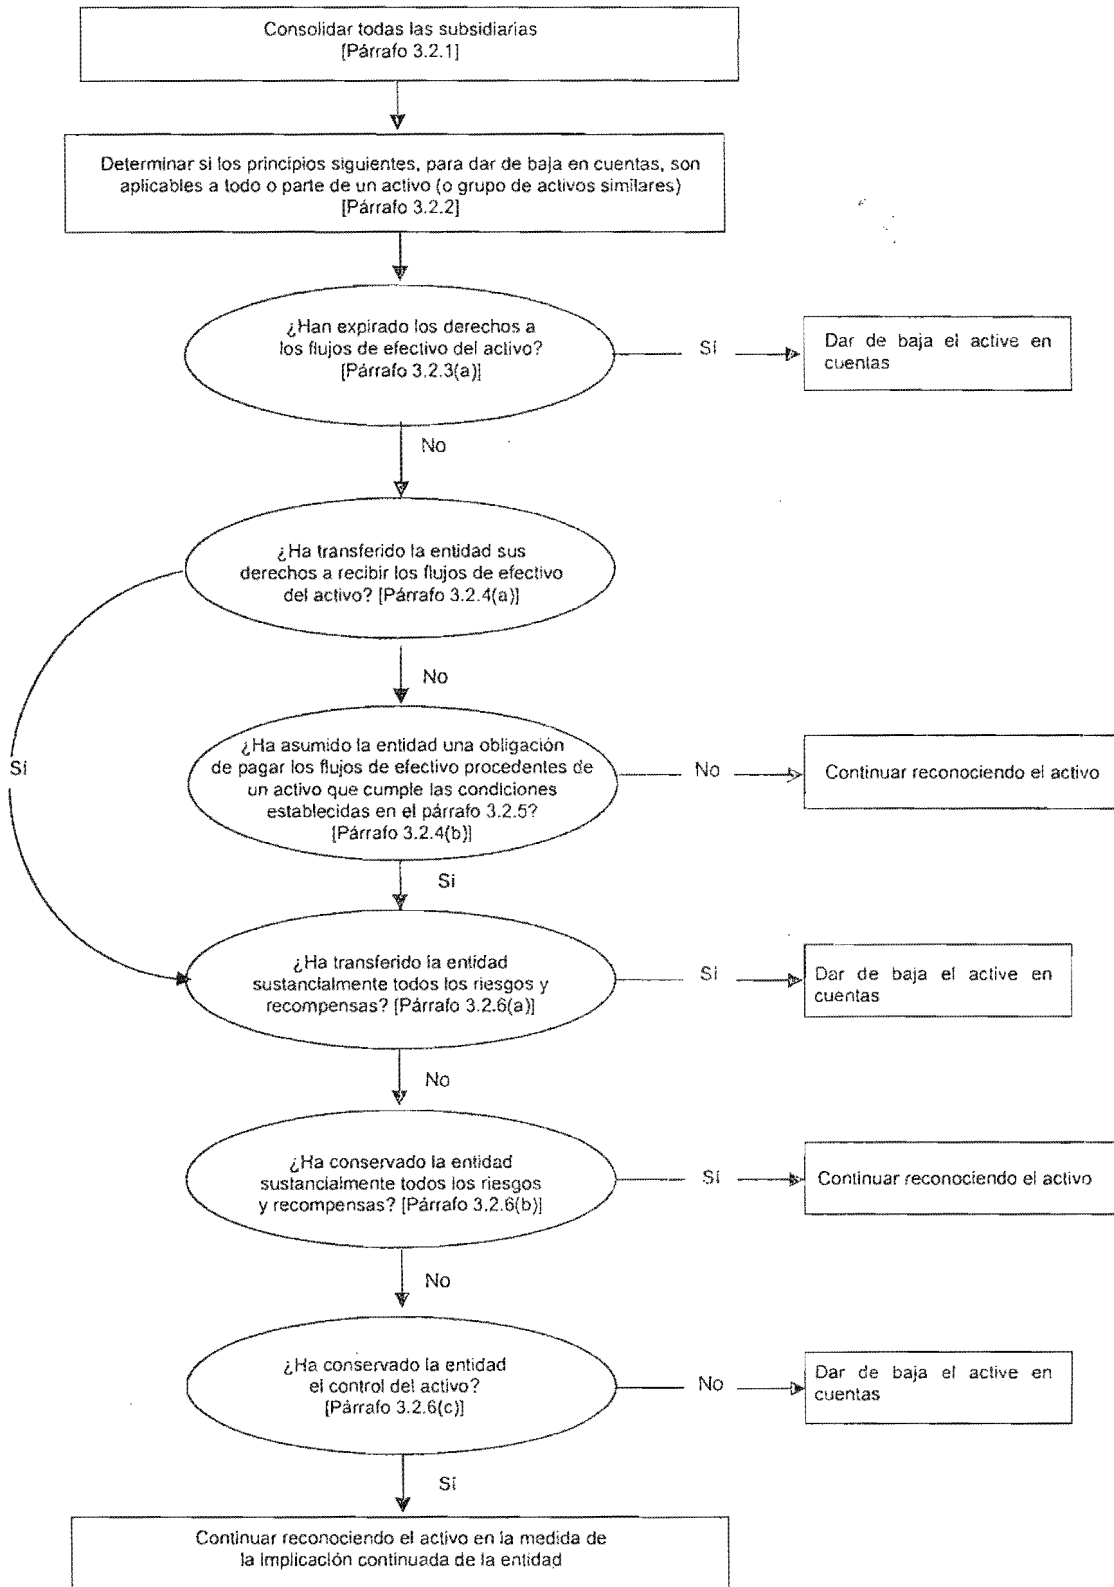 Consolidar todas las subsidiarias
[Párrafo 3.2.1]
Determinar si los principios siguientes, para dar de baja en cuentas, son
aplicables a todo o parte de un activo (o grupo de activos similares)
[Párrafo 3.2.2]
¿Han expirado los derechos a
los flujos de efectivo del activo?
[Párrafo 3.2.3(a)]
Sí
Dar de baja el active en
cuentas
No
¿Ha transferido la entidad sus
derechos a recibir los flujos de efectivo
del activo? [Párrafo 3.2.4(a)]
No
Sí
¿Ha asumido la entidad una obligación
de pagar los flujos de efectivo procedentes de
un activo que cumple las condiciones
establecidas en el párrafo 3.2.5?
[Párrafo 3.2.4(b)]
No
Continuar reconociendo el activo
Sí
¿Ha transferido la entidad
sustancialmente todos los riesgos y
recompensas? [Párrafo 3.2.6(a)]
Sí
Dar de baja el active en
cuentas
No
¿Ha conservado la entidad
sustancialmente todos los riesgos
y recompensas? [Párrafo 3.2.6(b)]
Sí
Continuar reconociendo el activo
No
¿Ha conservado la entidad
el control del activo?
[Párrafo 3.2.6(c)]
No
Dar de baja el active en
cuentas
Sí
Continuar reconociendo el activo en la medida de
la implicación continuada de la entidad